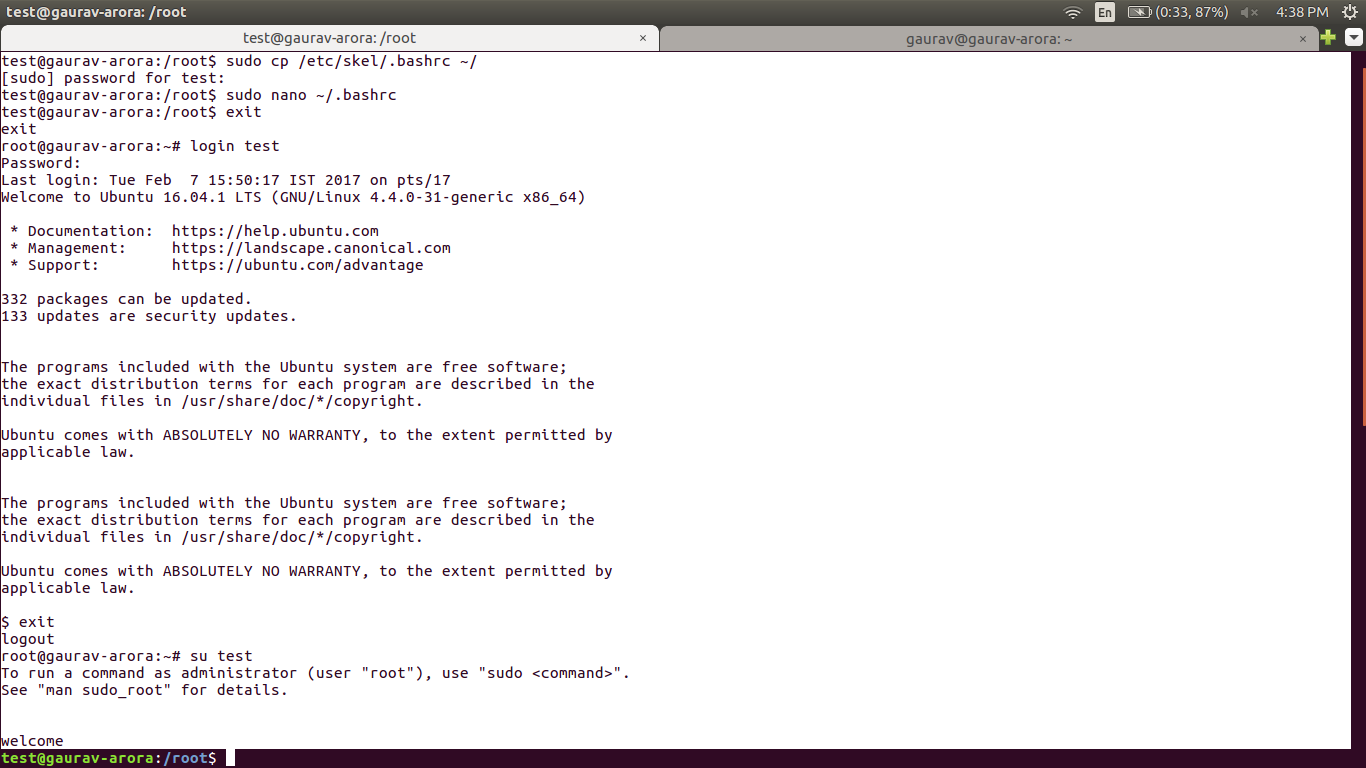 test@gaurav-arora: /root
En
(0:33, 87%)
4:38 PM
test@gaurav-arora: /root
×
gaurav@gaurav-arora: ~
×
test@gaurav-arora:/root$ sudo cp /etc/skel/.bashrc ~/
[sudo] password for test:
test@gaurav-arora:/root$ sudo nano ~/.bashrc
test@gaurav-arora:/root$ exit
exit
root@gaurav-arora:~# login test
Password:
Last login: Tue Feb  7 15:50:17 IST 2017 on pts/17
Welcome to Ubuntu 16.04.1 LTS (GNU/Linux 4.4.0-31-generic x86_64)
 * Documentation:  https://help.ubuntu.com
 * Management:     https://landscape.canonical.com
 * Support:        https://ubuntu.com/advantage
332 packages can be updated.
133 updates are security updates.
The programs included with the Ubuntu system are free software;
the exact distribution terms for each program are described in the
individual files in /usr/share/doc/*/copyright.
Ubuntu comes with ABSOLUTELY NO WARRANTY, to the extent permitted by
applicable law.
The programs included with the Ubuntu system are free software;
the exact distribution terms for each program are described in the
individual files in /usr/share/doc/*/copyright.
Ubuntu comes with ABSOLUTELY NO WARRANTY, to the extent permitted by
applicable law.
$ exit
logout
root@gaurav-arora:~# su test
To run a command as administrator (user "root"), use "sudo <command>".
See "man sudo_root" for details.
welcome
test@gaurav-arora:/root$